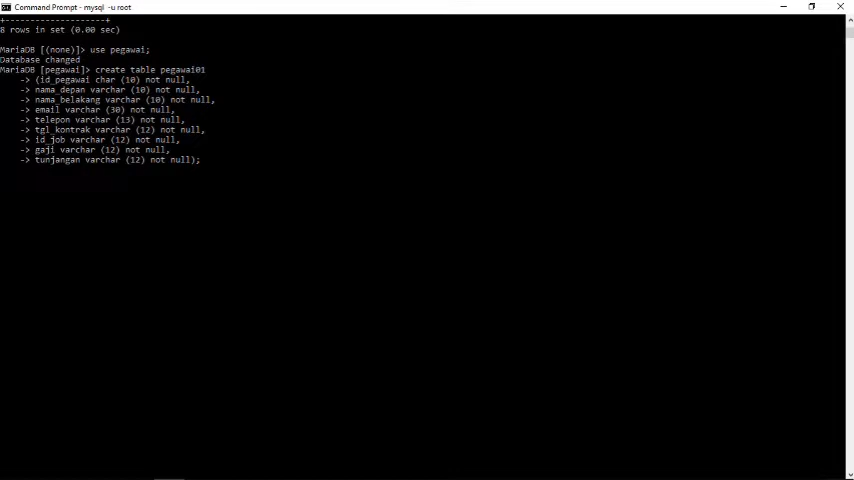 Command Prompt - mysql -u root
+--------------------+
8 rows in set (0.00 sec)
MariaDB [(none)]> use pegawai;
Database changed
MariaDB [pegawai]> create table pegawai01
-> (id_pegawai char (10) not null,
-> nama_depan varchar (10) not null,
-> nama_belakang varchar (10) not null,
-> email varchar (30) not null,
-> telepon varchar (13) not null,
-> tgl_kontrak varchar (12) not null,
-> id_job varchar (12) not null,
-> gaji varchar (12) not null,
-> tunjangan varchar (12) not null);